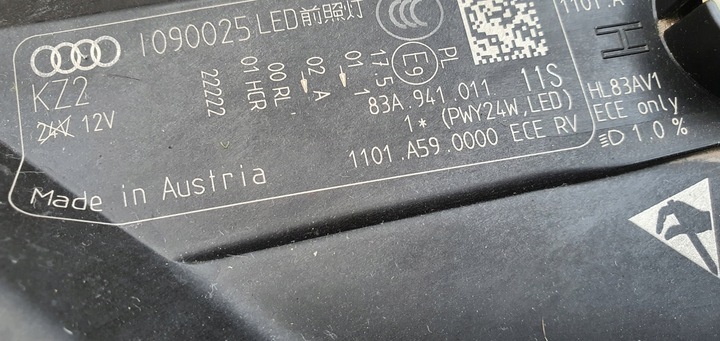 1090025 LED前照灯
KZ2
24V 12V
22222
01 HCR
00 RL
02 A
01 1
17.5
RL
E9
83A.941.011 11S
1* (PWY24W,LED)
1101.A59.0000 ECE RV
Made in Austria
1101.A
H
HL83AV1
ECE only
1.0%